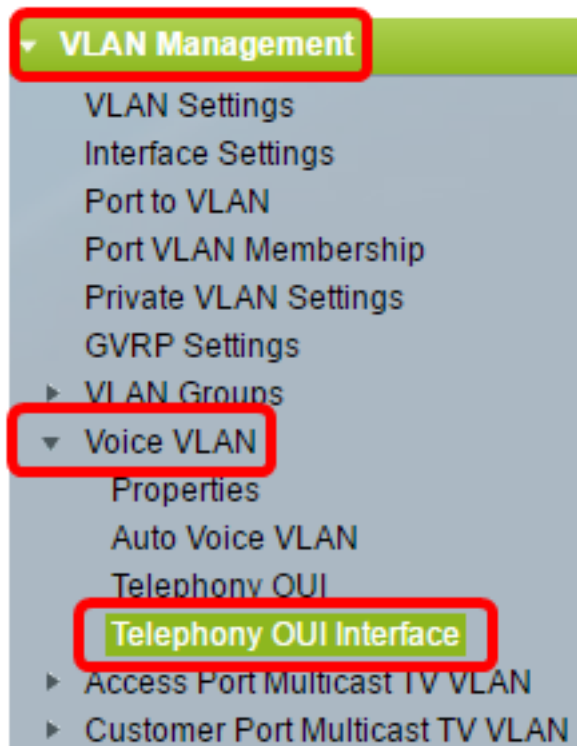 VLAN Management
VLAN Settings
Interface Settings
Port to VLAN
Port VLAN Membership
Private VLAN Settings
GVRP Settings
VLAN Groups
Voice VLAN
Properties
Auto Voice VLAN
Telephony OUI
Telephony OUI Interface
Access Port Multicast TV VLAN
Customer Port Multicast TV VLAN